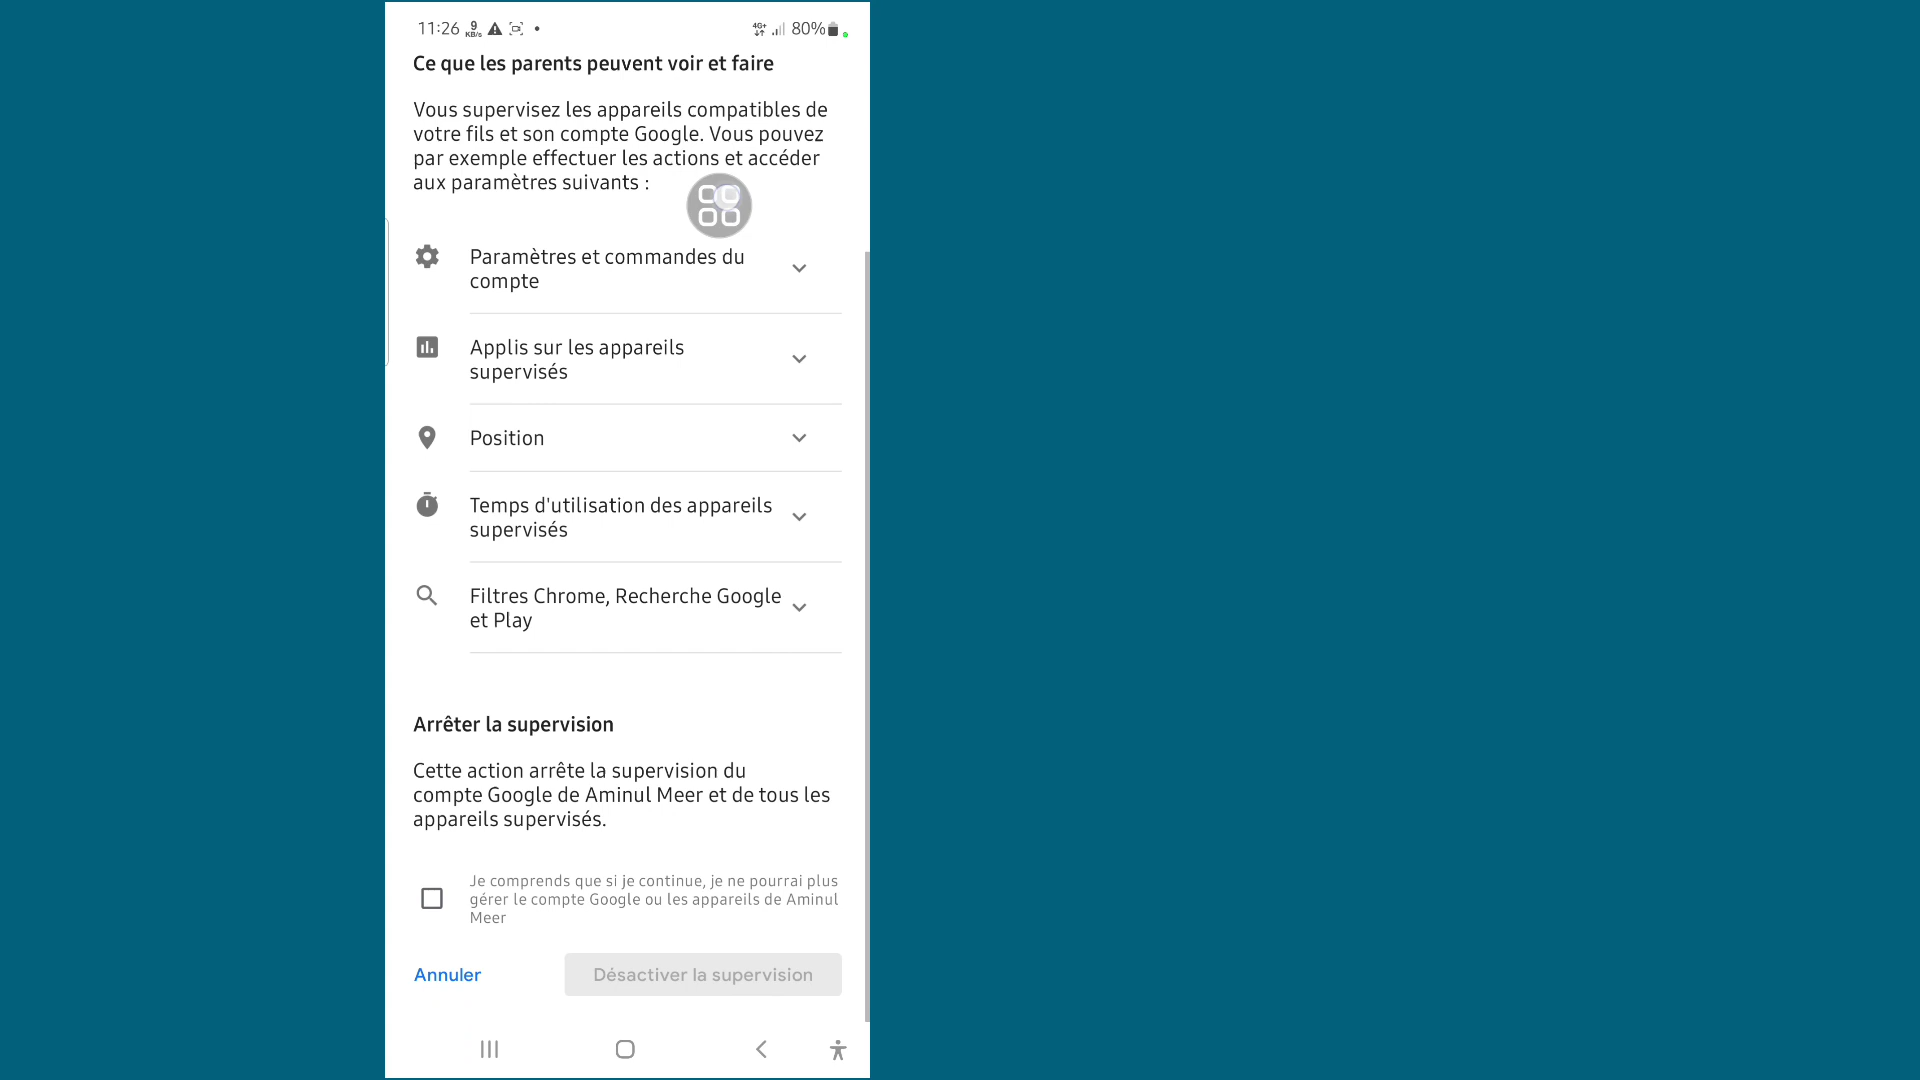 11:26 9 KB/s 4G+ 80%
Ce que les parents peuvent voir et faire
Vous supervisez les appareils compatibles de
votre fils et son compte Google. Vous pouvez
par exemple effectuer les actions et accéder
aux paramètres suivants :
Paramètres et commandes du
compte
Applis sur les appareils
supervisés
Position
Temps d'utilisation des appareils
supervisés
Filtres Chrome, Recherche Google
et Play
Arrêter la supervision
Cette action arrête la supervision du
compte Google de Aminul Meer et de tous les
appareils supervisés.
Je comprends que si je continue, je ne pourrai plus
gérer le compte Google ou les appareils de Aminul
Meer
Annuler Désactiver la supervision